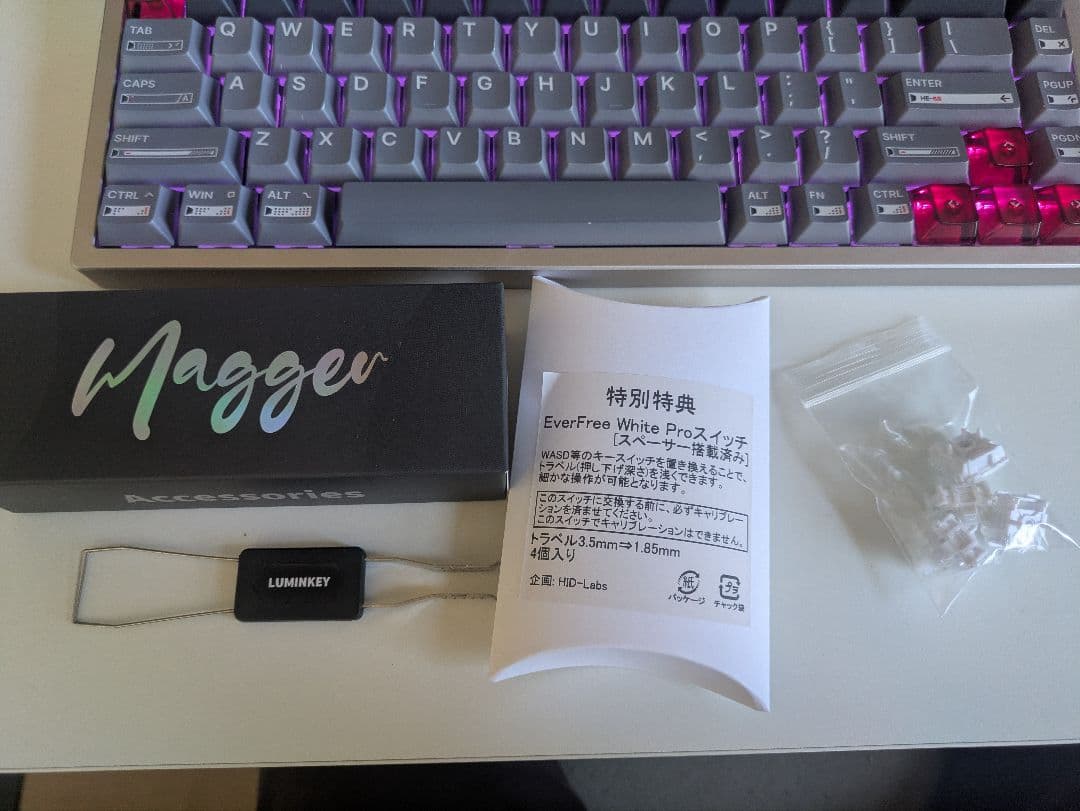 TAB Q W E R T Y U I O P { [ } ] | \ DEL
CAPS A S D F G H J K L : ; " ' ENTER PGUP
HE-68
SHIFT Z X C V B N M < , > . ? / SHIFT PGDN
CTRL WIN ALT ALT FN CTRL
Magger
Accessories
LUMINKEY
特別特典
EverFree White Proスイッチ
[スペーサー搭載済み]
WASD等のキースイッチを置き換えることで、
トラベル(押し下げ深さ)を浅くできます。
細かな操作が可能となります。
このスイッチに交換する前に、必ずキャリブレー
ションを済ませてください。
このスイッチでキャリブレーションはできません。
トラベル3.5mm⇒1.85mm
4個入り
企画: HID-Labs
紙
パッケージ
プラ
チャック袋